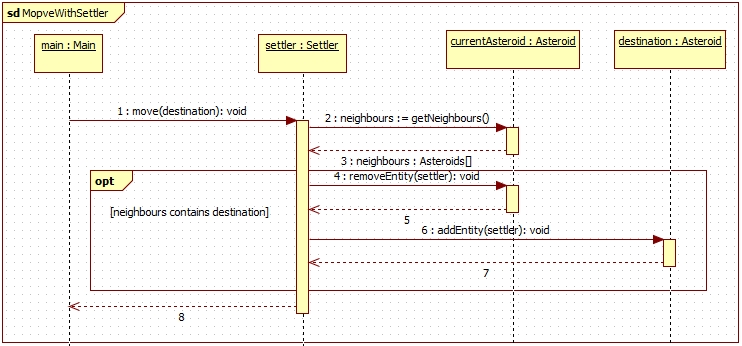 sd MopveWithSettler
main : Main
settler : Settler
currentAsteroid : Asteroid
destination : Asteroid
1 : move(destination): void
2 : neighbours := getNeighbours()
3 : neighbours : Asteroids[]
opt
4 : removeEntity(settler): void
[neighbours contains destination]
5
6 : addEntity(settler): void
7
8